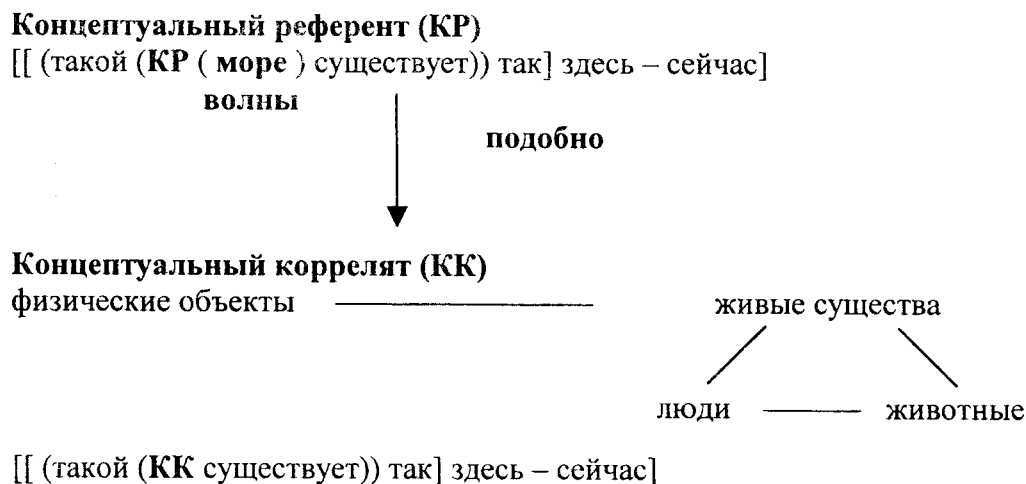 Концептуальный референт (КР)
[[ (такой (КР ( море ) существует)) так] здесь – сейчас]
волны
подобно
Концептуальный коррелят (КК)
физические объекты живые существа
люди животные
[[ (такой (КК существует)) так] здесь – сейчас]